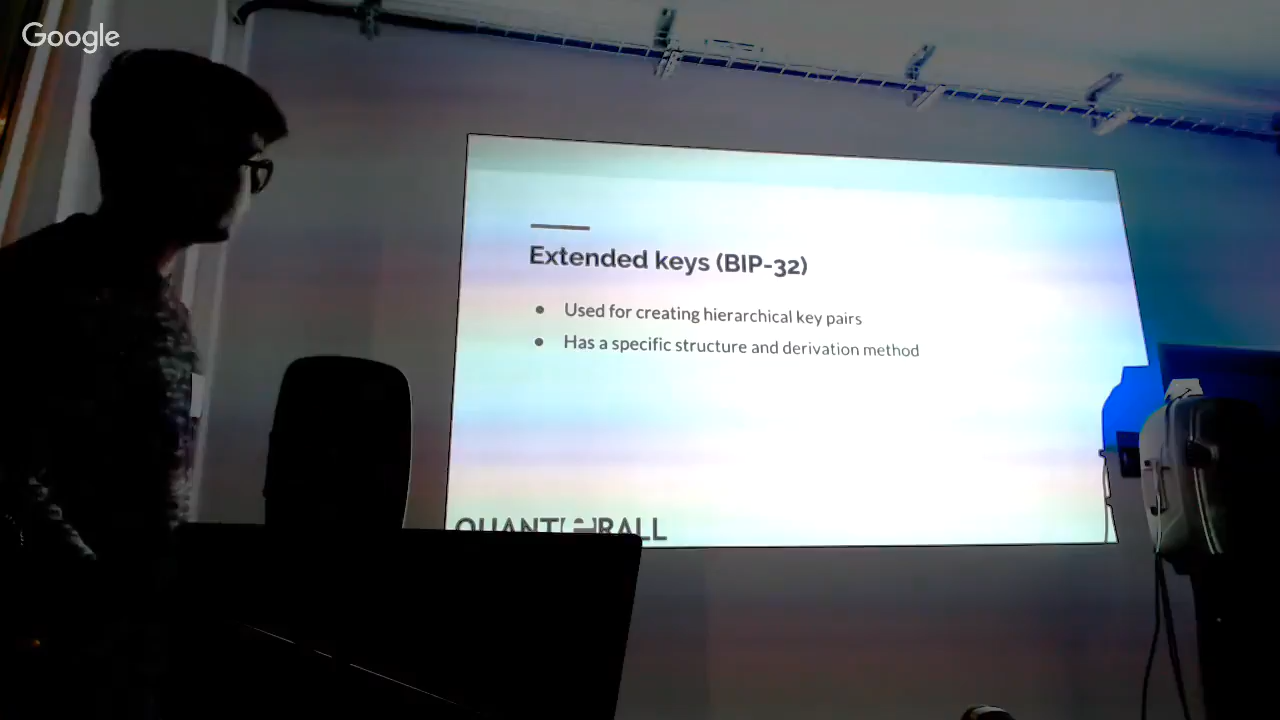 Google
Extended keys (BIP-32)
● Used for creating hierarchical key pairs
● Has a specific structure and derivation method